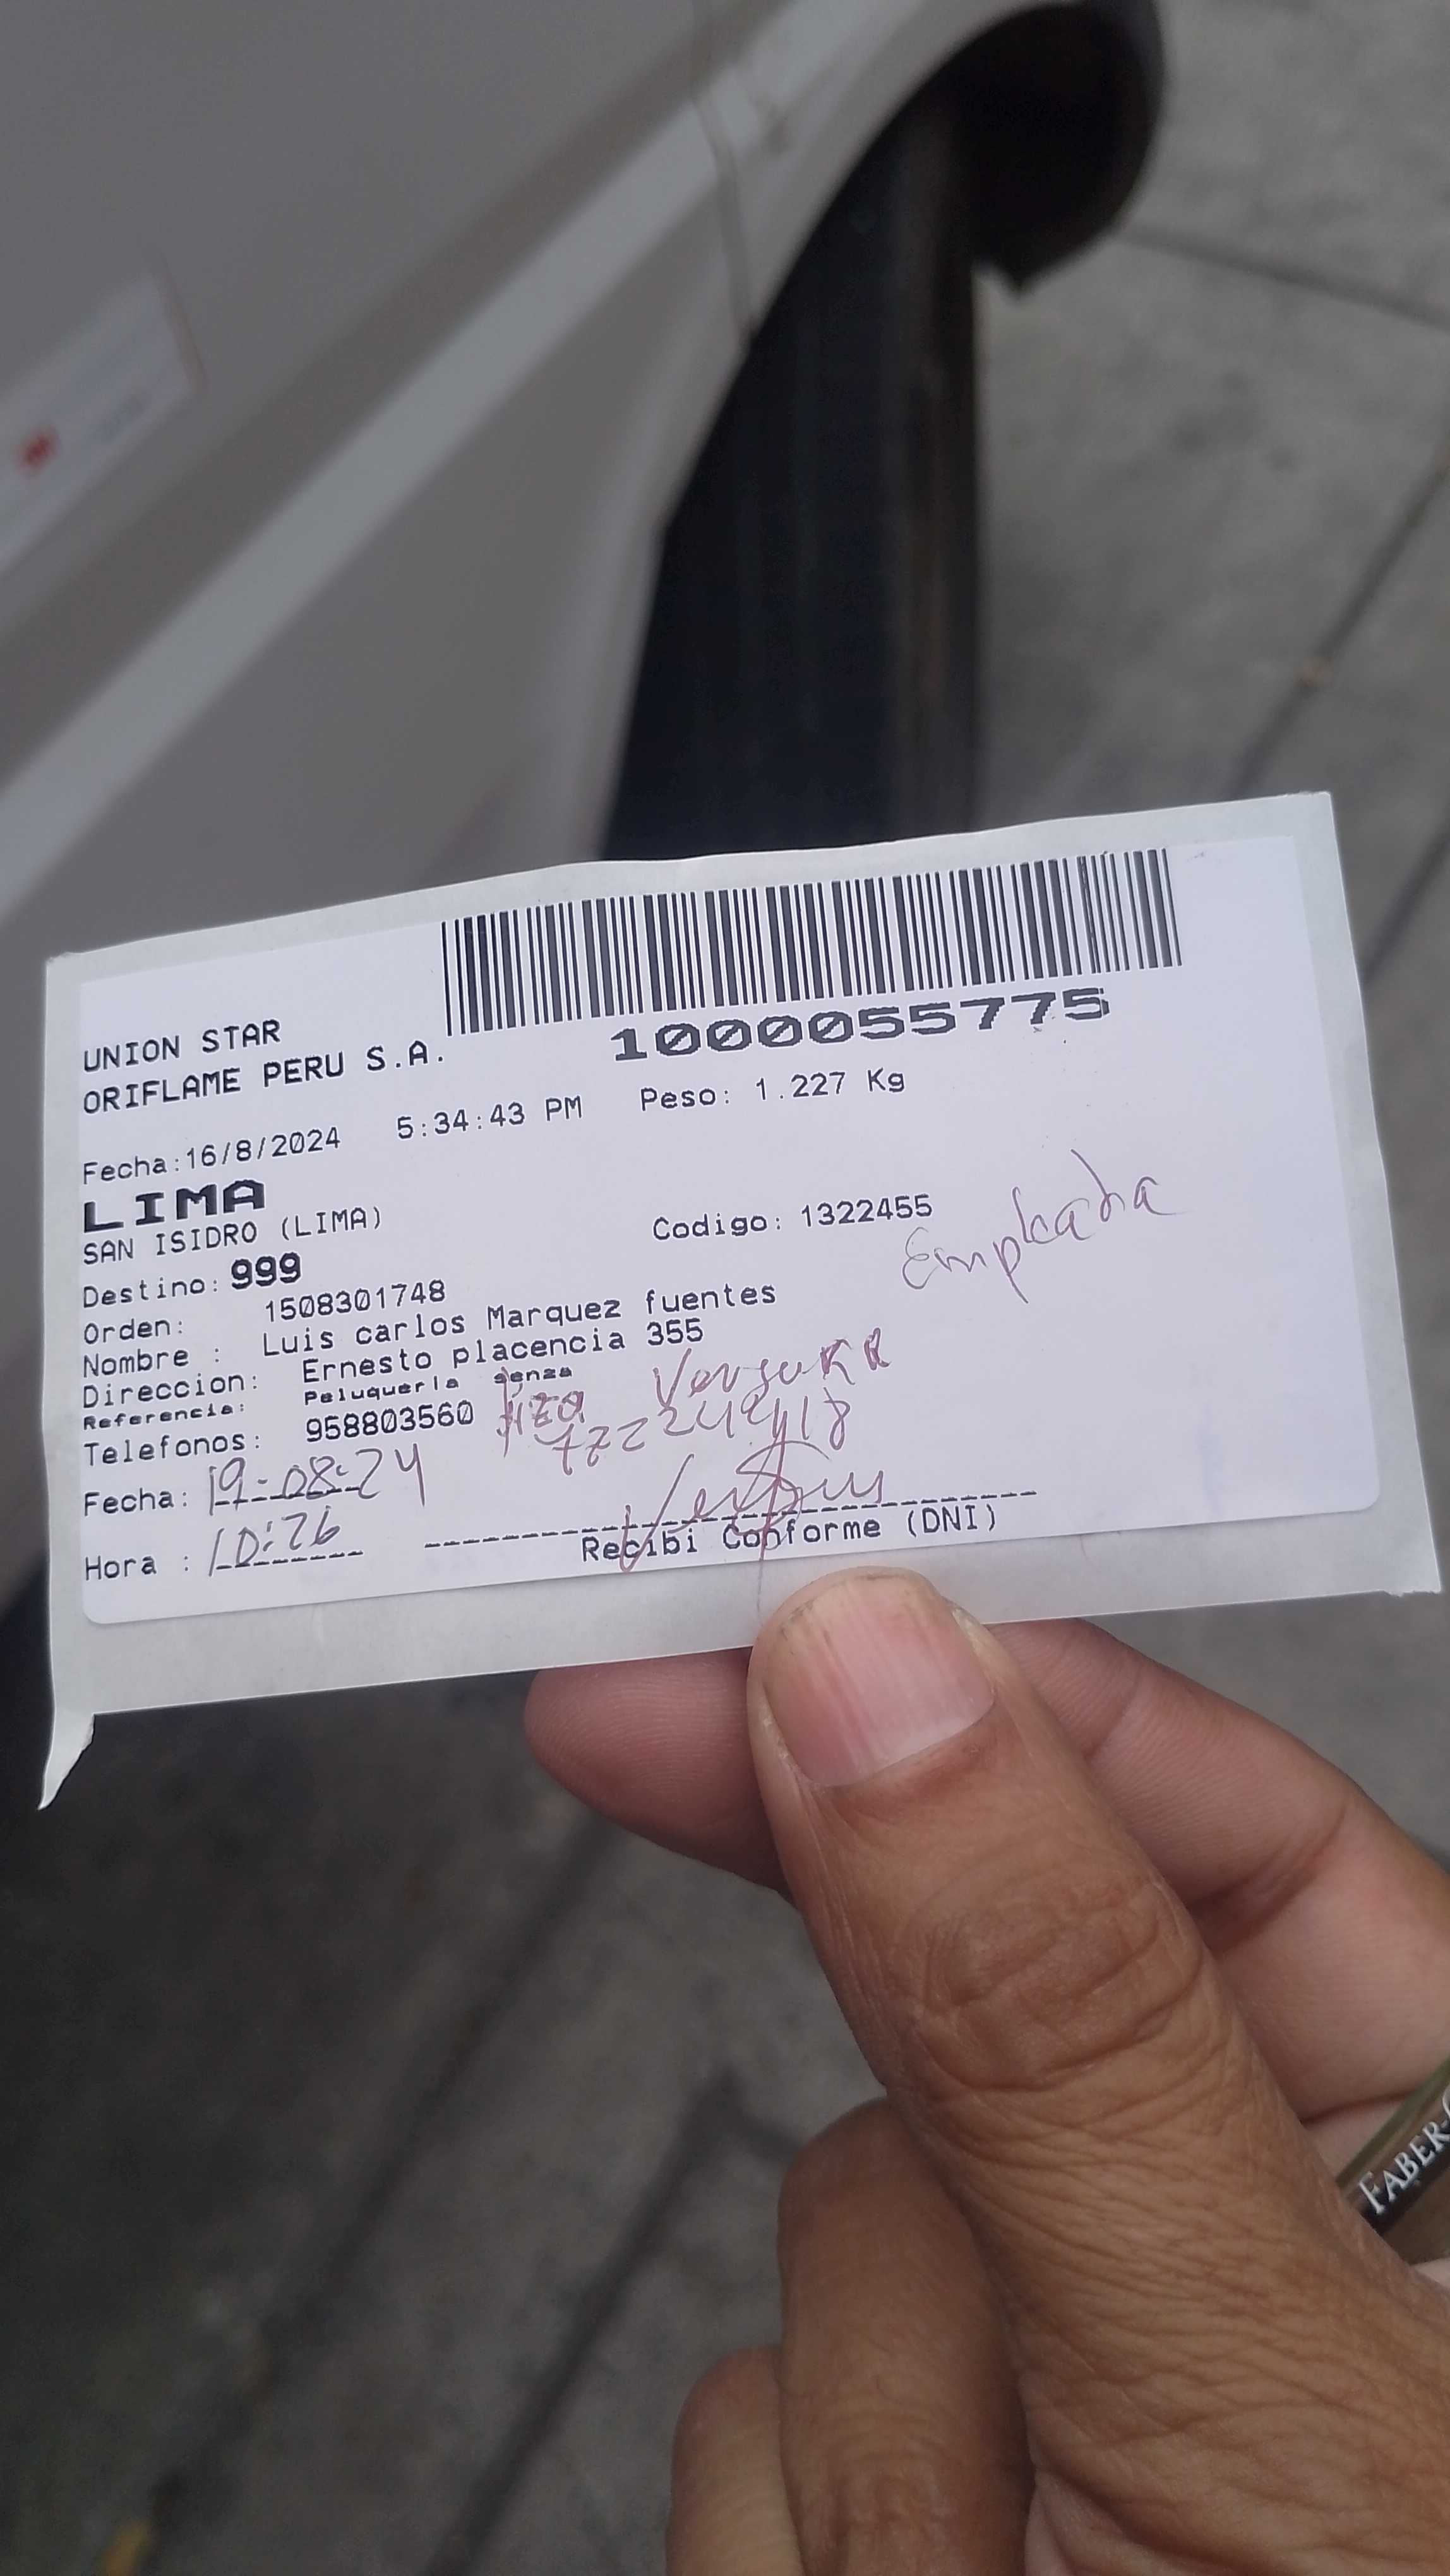 1000055775
UNION STAR
ORIFLAME PERU S.A.
Fecha:16/8/2024 5:34:43 PM Peso: 1.227 Kg
LIMA
SAN ISIDRO (LIMA) Codigo: 1322455
Empleada
Destino: 999
Orden: 1508301748
Nombre : Luis carlos Marquez fuentes
Direccion: Ernesto placencia 355
Referencia: Peluqueria senza
Telefonos: 958803560
Fecha: 19-08-24
Hora : 10:26
Recibi Conforme (DNI)
FABER-